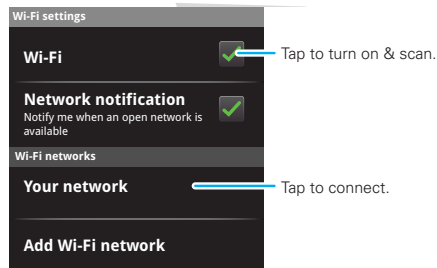 Wi-Fi settings
Wi-Fi
Tap to turn on & scan.
Network notification
Notify me when an open network is
available
Wi-Fi networks
Your network
Tap to connect.
Add Wi-Fi network